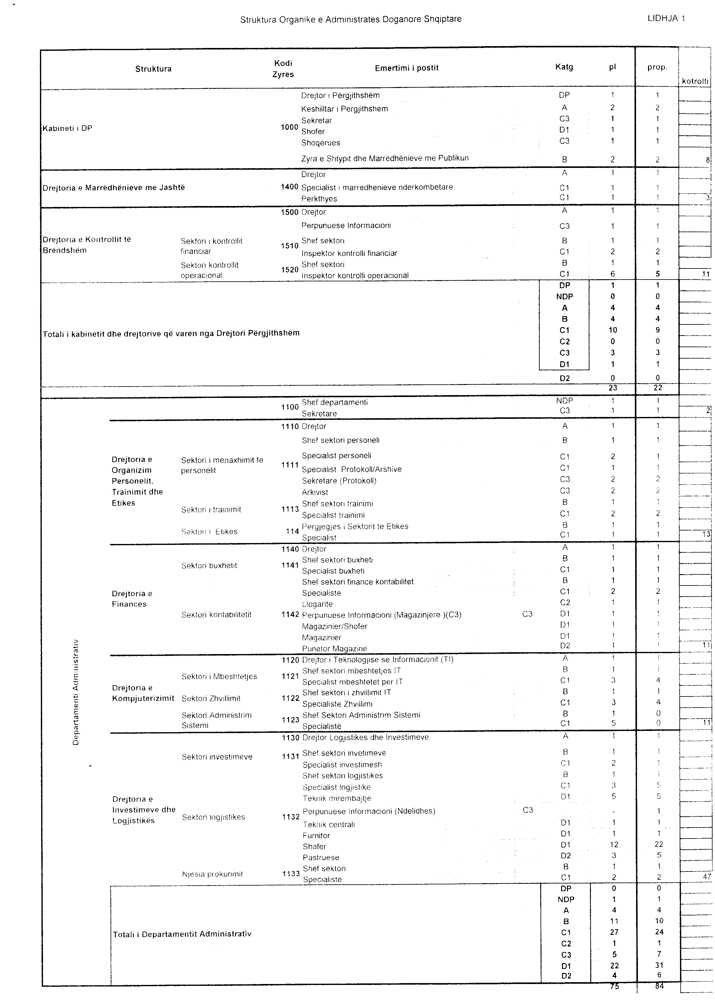 Struktura Organike e Administrates Doganore Shqiptare LIDHJA 1
Struktura Kodi Zyres Emertimi i postit Katg pl prop. kotrolli
Drejtor i Përgjithshëm DP 1 1
Keshilltar i Pergjithshem A 2 2
Sekretar C3 1 1
Kabineti i DP 1000 Shofer D1 1 1
Shoqerues C3 1 1
Zyra e Shtypit dhe Marrëdhënieve me Publikun B 2 2 8
Drejtor A 1 1
Drejtoria e Marrëdhënieve me Jashtë 1400 Specialist i marredhenieve nderkombetare C1 1 1
Perkthyes C1 1 1 3
1500 Drejtor A 1 1
Perpunuese Informacioni C3 1 1
Drejtoria e Kontrollit të Brendshëm
Sektori i kontrollit financiar 1510 Shef sektori B 1 1
Inspektor kontrolli financiar C1 2 2
Sektori kontrollit operacional 1520 Shef sektori B 1 1
Inspektor kontrolli operacional C1 6 5 11
DP 1 1
NDP 0 0
A 4 4
B 4 4
Totali i kabinetit dhe drejtorive që varen nga Drejtori Përgjithshëm C1 10 9
C2 0 0
C3 3 3
D1 1 1
D2 0 0
23 22
Departamenti Administrativ
1100 Shef departamenti NDP 1 1
Sekretare C3 1 1 2
1110 Drejtor A 1 1
Shef sektori personeli B 1 1
Drejtoria e Organizim Personelit, Trainimit dhe Etikes
Sektori i menaxhimit te personelit 1111 Specialist personeli C1 2 1
Specialist Protokoll/Arshive C1 1 1
Sekretare (Protokoll) C3 2 2
Arkivist C3 2 2
Sektori i trainimit 1113 Shef sektori trainimi B 1 1
Specialist trainimi C1 2 2
Sektori i Etikes 114 Pergjegjes i Sektorit te Etikes B 1 1
Specialist C1 1 1 13
1140 Drejtor A 1 1
Sektori buxhetit 1141 Shef sektori buxheti B 1 1
Specialist buxheti C1 1 1
Shef sektori finance kontabilitet B 1 1
Drejtoria e Finances
Specialiste C1 2 2
Llogarite C2 1 1
Sektori kontabilitetit 1142 Perpunuese Informacioni (Magazinjere )(C3) C3 D1 1 1
Magazinier/Shofer D1 1 1
Magazinier D1 1 1
Punetor Magazine D2 1 1 11
1120 Drejtor i Teknologjise se Informacionit (TI) A 1 1
Sektori i Mbeshtetjes 1121 Shef sektori mbeshtetjes IT B 1 1
Specialist mbeshtetet per IT C1 3 4
Drejtoria e Kompjuterizimit
Sektori Zhvillimit 1122 Shef sektori i zhvillimit IT B 1 1
Specialiste Zhvillimi C1 3 4
Sektori Administrim Sistemi 1123 Shef Sektori Administrim Sistemi B 1 0
Specialistë C1 5 0 11
1130 Drejtor Logjistikes dhe Investimeve A 1 1
Sektori investimeve 1131 Shef sektori invetimeve B 1 1
Specialist investimesh C1 2 1
Shef sektori logjistikes B 1 1
Specialist logjistike C1 3 5
Drejtoria e Investimeve dhe Logjistikës
Teknik mirembajtje D1 5 5
Sektori logjistikes 1132 Perpunuese Informacioni (Ndelidhes) C3 - 1
Teknik centrali D1 1 1
Furnitor D1 1 1
Shofer D1 12 22
Pastruese D2 3 5
Njesia prokurimit 1133 Shef sektori B 1 1
Specialiste C1 2 2 47
DP 0 0
NDP 1 1
A 4 4
B 11 10
Totali i Departamentit Administrativ C1 27 24
C2 1 1
C3 5 7
D1 22 31
D2 4 6
75 84